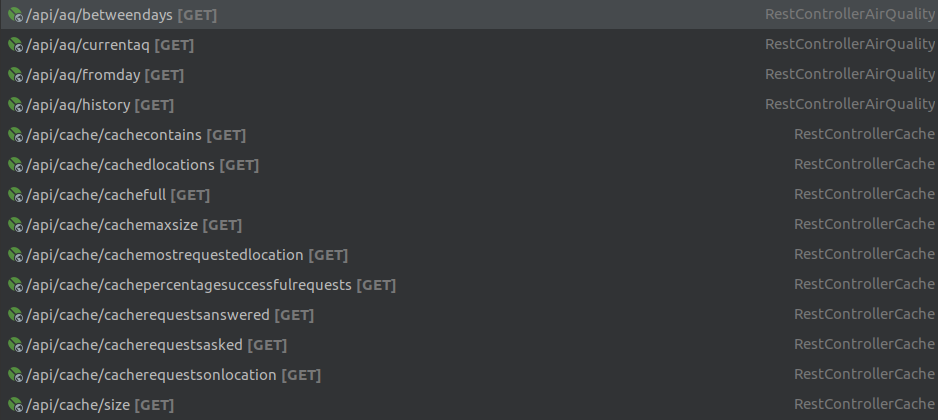 /api/aq/betweendays [GET] RestControllerAirQuality
/api/aq/currentaq [GET] RestControllerAirQuality
/api/aq/fromday [GET] RestControllerAirQuality
/api/aq/history [GET] RestControllerAirQuality
/api/cache/cachecontains [GET] RestControllerCache
/api/cache/cachedlocations [GET] RestControllerCache
/api/cache/cachefull [GET] RestControllerCache
/api/cache/cachemaxsize [GET] RestControllerCache
/api/cache/cachemostrequestedlocation [GET] RestControllerCache
/api/cache/cachepercentagesuccessfulrequests [GET] RestControllerCache
/api/cache/cacherequestsanswered [GET] RestControllerCache
/api/cache/cacherequestsasked [GET] RestControllerCache
/api/cache/cacherequestsonlocation [GET] RestControllerCache
/api/cache/size [GET] RestControllerCache